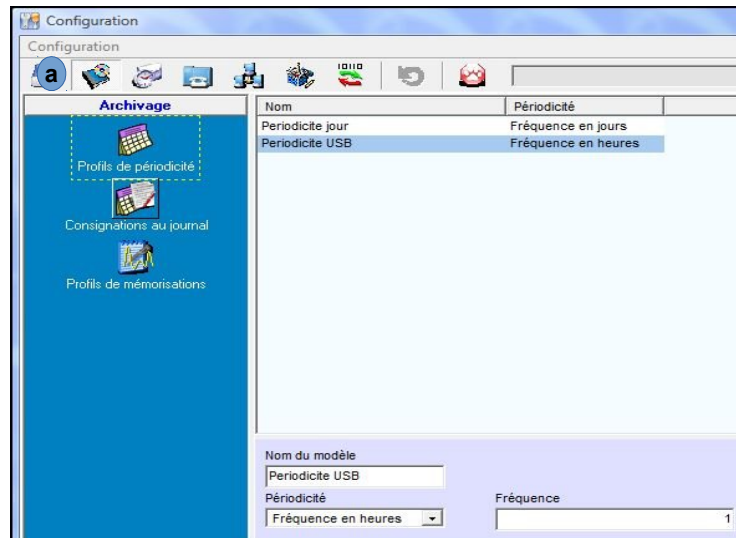 Configuration
Configuration
a
10110
Archivage
Nom Périodicité
Periodicite jour Fréquence en jours
Periodicite USB Fréquence en heures
Profils de périodicité
Consignations au journal
Profils de mémorisations
Nom du modèle
Periodicite USB
Périodicité Fréquence
Fréquence en heures 1